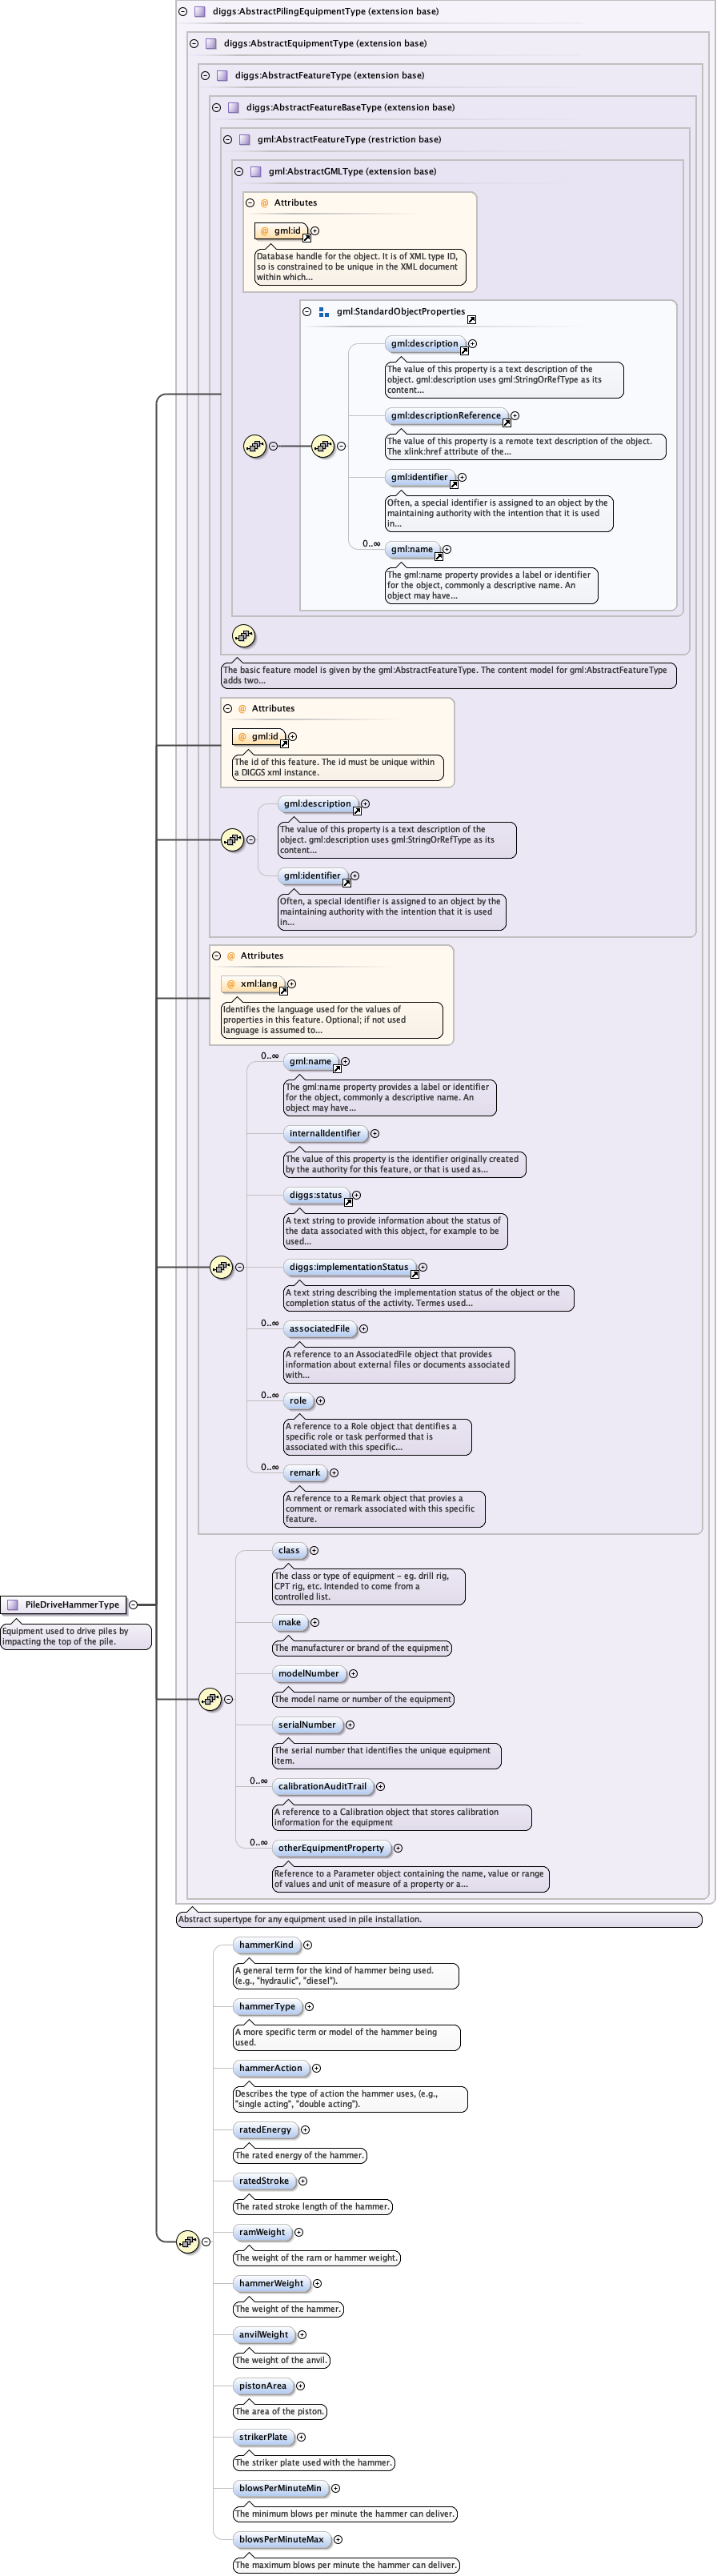 diggs:AbstractPilingEquipmentType (extension base)
diggs:AbstractEquipmentType (extension base)
diggs:AbstractFeatureType (extension base)
diggs:AbstractFeatureBaseType (extension base)
gml:AbstractFeatureType (restriction base)
gml:AbstractGMLType (extension base)
@ Attributes
@ gml:id
Database handle for the object. It is of XML type ID,
so is constrained to be unique in the XML document
within which...
gml:StandardObjectProperties
gml:description
The value of this property is a text description of the
object. gml:description uses gml:StringOrRefType as its
content...
gml:descriptionReference
The value of this property is a remote text description of the object.
The xlink:href attribute of the...
gml:identifier
Often, a special identifier is assigned to an object by the
maintaining authority with the intention that it is used
in...
0..∞
gml:name
The gml:name property provides a label or identifier
for the object, commonly a descriptive name. An
object may have...
The basic feature model is given by the gml:AbstractFeatureType. The content model for gml:AbstractFeatureType
adds two...
@ Attributes
@ gml:id
The id of this feature. The id must be unique within
a DIGGS xml instance.
gml:description
The value of this property is a text description of the
object. gml:description uses gml:StringOrRefType as its
content...
gml:identifier
Often, a special identifier is assigned to an object by the
maintaining authority with the intention that it is used
in...
@ Attributes
@ xml:lang
Identifies the language used for the values of
properties in this feature. Optional; if not used
language is assumed to...
0..∞
gml:name
The gml:name property provides a label or identifier
for the object, commonly a descriptive name. An
object may have...
internalIdentifier
The value of this property is the identifier originally created
by the authority for this feature, or that is used as...
diggs:status
A text string to provide information about the status of
the data associated with this object, for example to be
used...
diggs:implementationStatus
A text string describing the implementation status of the object or the
completion status of the activity. Termes used...
0..∞
associatedFile
A reference to an AssociatedFile object that provides
information about external files or documents associated
with...
0..∞
role
A reference to a Role object that dentifies a
specific role or task performed that is
associated with this specific...
0..∞
remark
A reference to a Remark object that provies a
comment or remark associated with this specific
feature.
class
The class or type of equipment - eg. drill rig,
CPT rig, etc. Intended to come from a
controlled list.
PileDriveHammerType
Equipment used to drive piles by
impacting the top of the pile.
make
The manufacturer or brand of the equipment
modelNumber
The model name or number of the equipment
serialNumber
The serial number that identifies the unique equipment
item.
0..∞
calibrationAuditTrail
A reference to a Calibration object that stores calibration
information for the equipment
0..∞
otherEquipmentProperty
Reference to a Parameter object containing the name, value or range
of values and unit of measure of a property or a...
Abstract supertype for any equipment used in pile installation.
hammerKind
A general term for the kind of hammer being used.
(e.g., "hydraulic", "diesel").
hammerType
A more specific term or model of the hammer being
used.
hammerAction
Describes the type of action the hammer uses, (e.g.,
"single acting", "double acting").
ratedEnergy
The rated energy of the hammer.
ratedStroke
The rated stroke length of the hammer.
ramWeight
The weight of the ram or hammer weight.
hammerWeight
The weight of the hammer.
anvilWeight
The weight of the anvil.
pistonArea
The area of the piston.
strikerPlate
The striker plate used with the hammer.
blowsPerMinuteMin
The minimum blows per minute the hammer can deliver.
blowsPerMinuteMax
The maximum blows per minute the hammer can deliver.